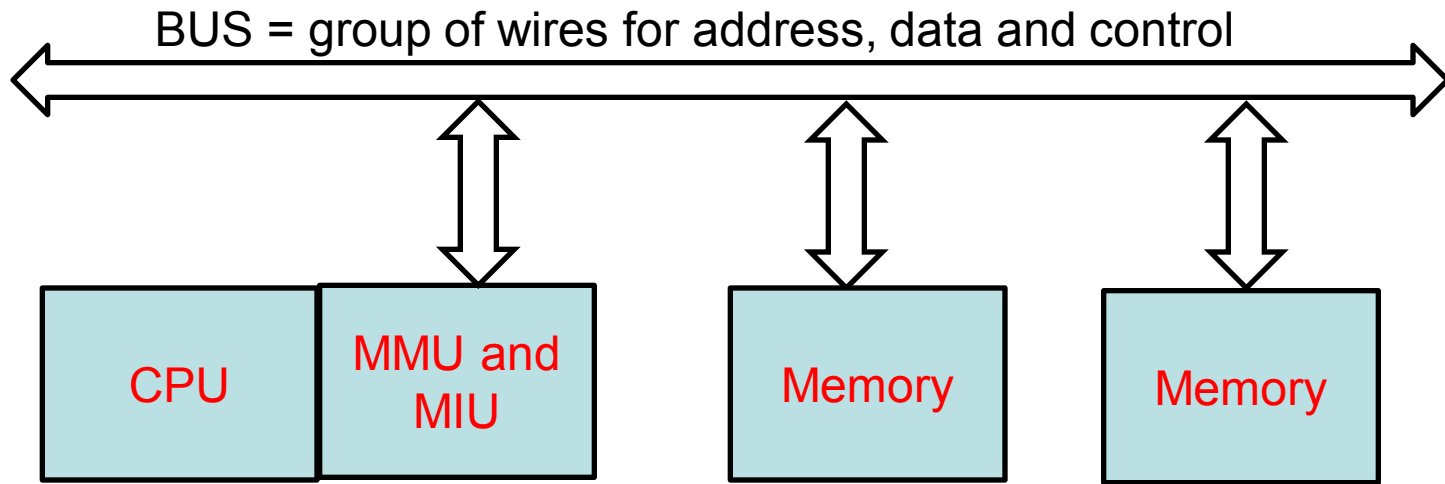 BUS = group of wires for address, data and control
CPU
MMU and
MIU
Memory
Memory